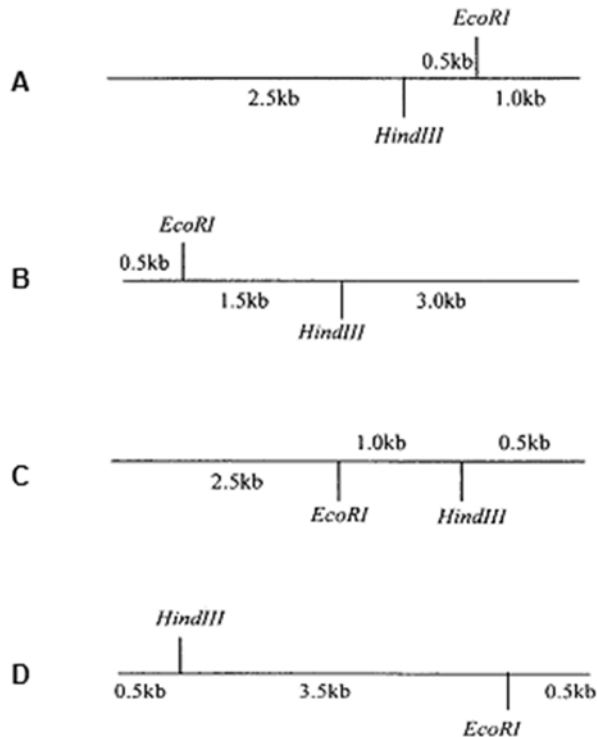 EcoRI
A
0.5kb
2.5kb
1.0kb
HindIII
EcoRI
B
0.5kb
1.5kb
3.0kb
HindIII
C
1.0kb
0.5kb
2.5kb
EcoRI
HindIII
HindIII
D
0.5kb
3.5kb
0.5kb
EcoRI